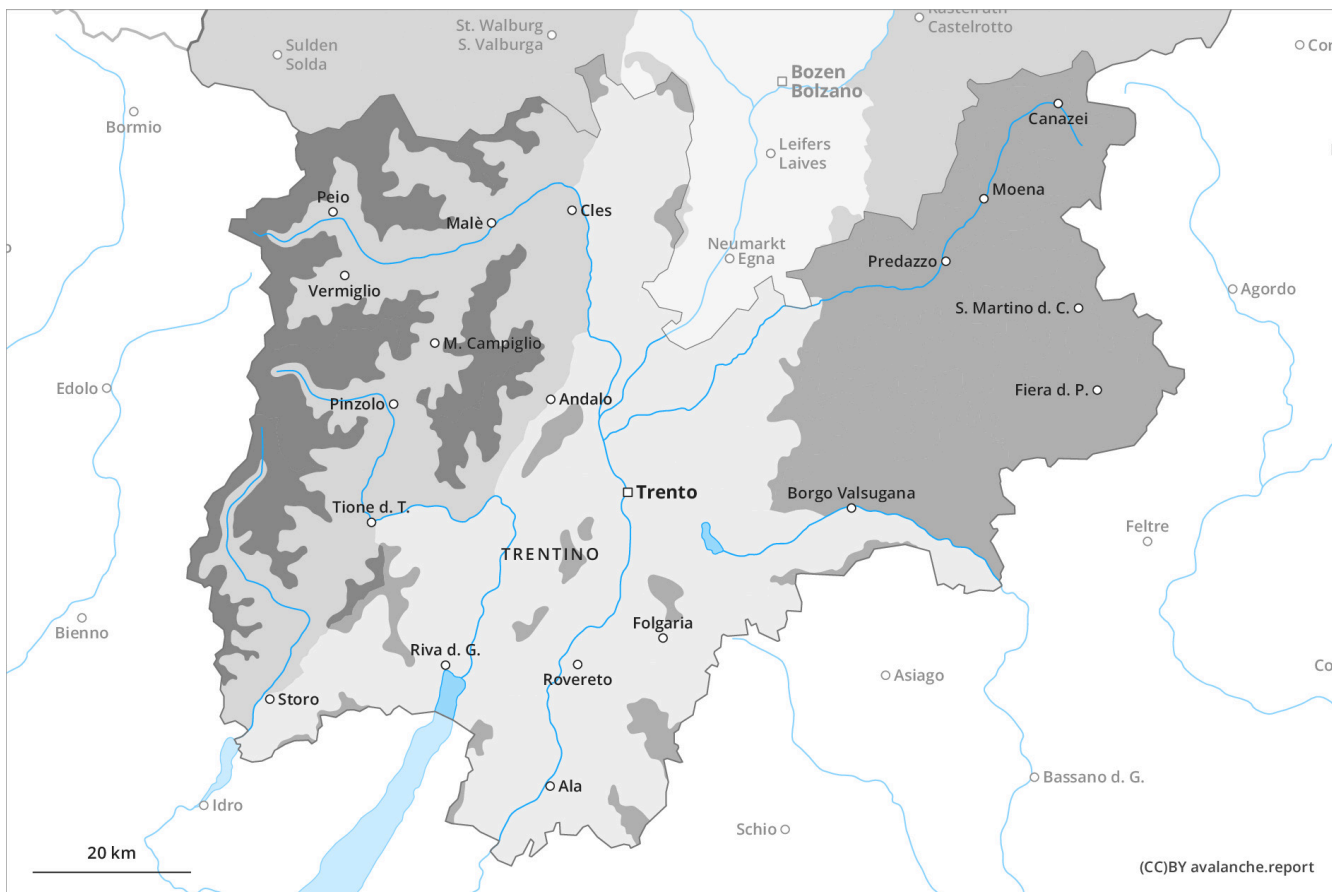 Kastelruth
Castelrotto
St. Walburg
S. Valburga
Sulden
Solda
Bozen
Bolzano
Bormio
Canazei
Leifers
Laives
Moena
Peio
Malè
Cles
Neumarkt
Egna
Predazzo
Vermiglio
Agordo
S. Martino d. C.
M. Campiglio
Edolo
Fiera d. P.
Pinzolo
Andalo
Trento
Borgo Valsugana
Tione d. T.
Feltre
TRENTINO
Bienno
Folgaria
Riva d. G.
Asiago
Rovereto
Storo
Bassano d. G.
Ala
Idro
Schio
20 km
(CC)BY avalanche.report